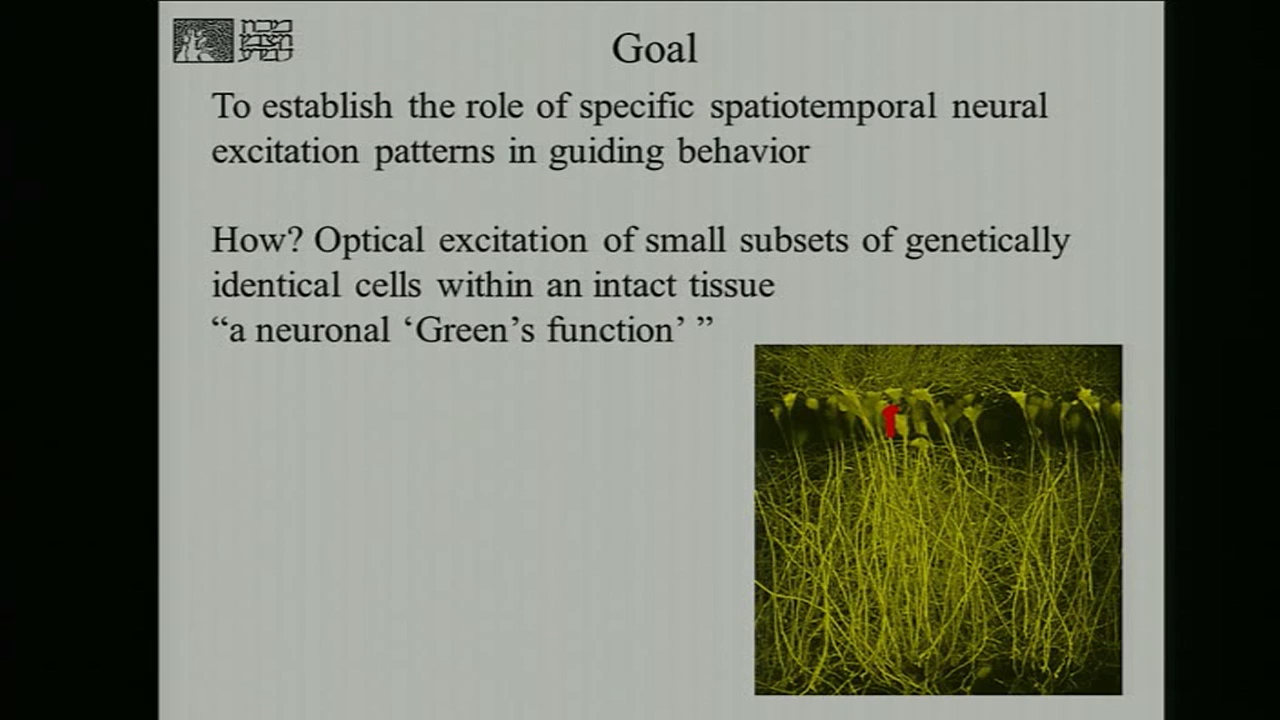 Goal
To establish the role of specific spatiotemporal neural
excitation patterns in guiding behavior
How? Optical excitation of small subsets of genetically
identical cells within an intact tissue
“a neuronal ‘Green’s function’ ”